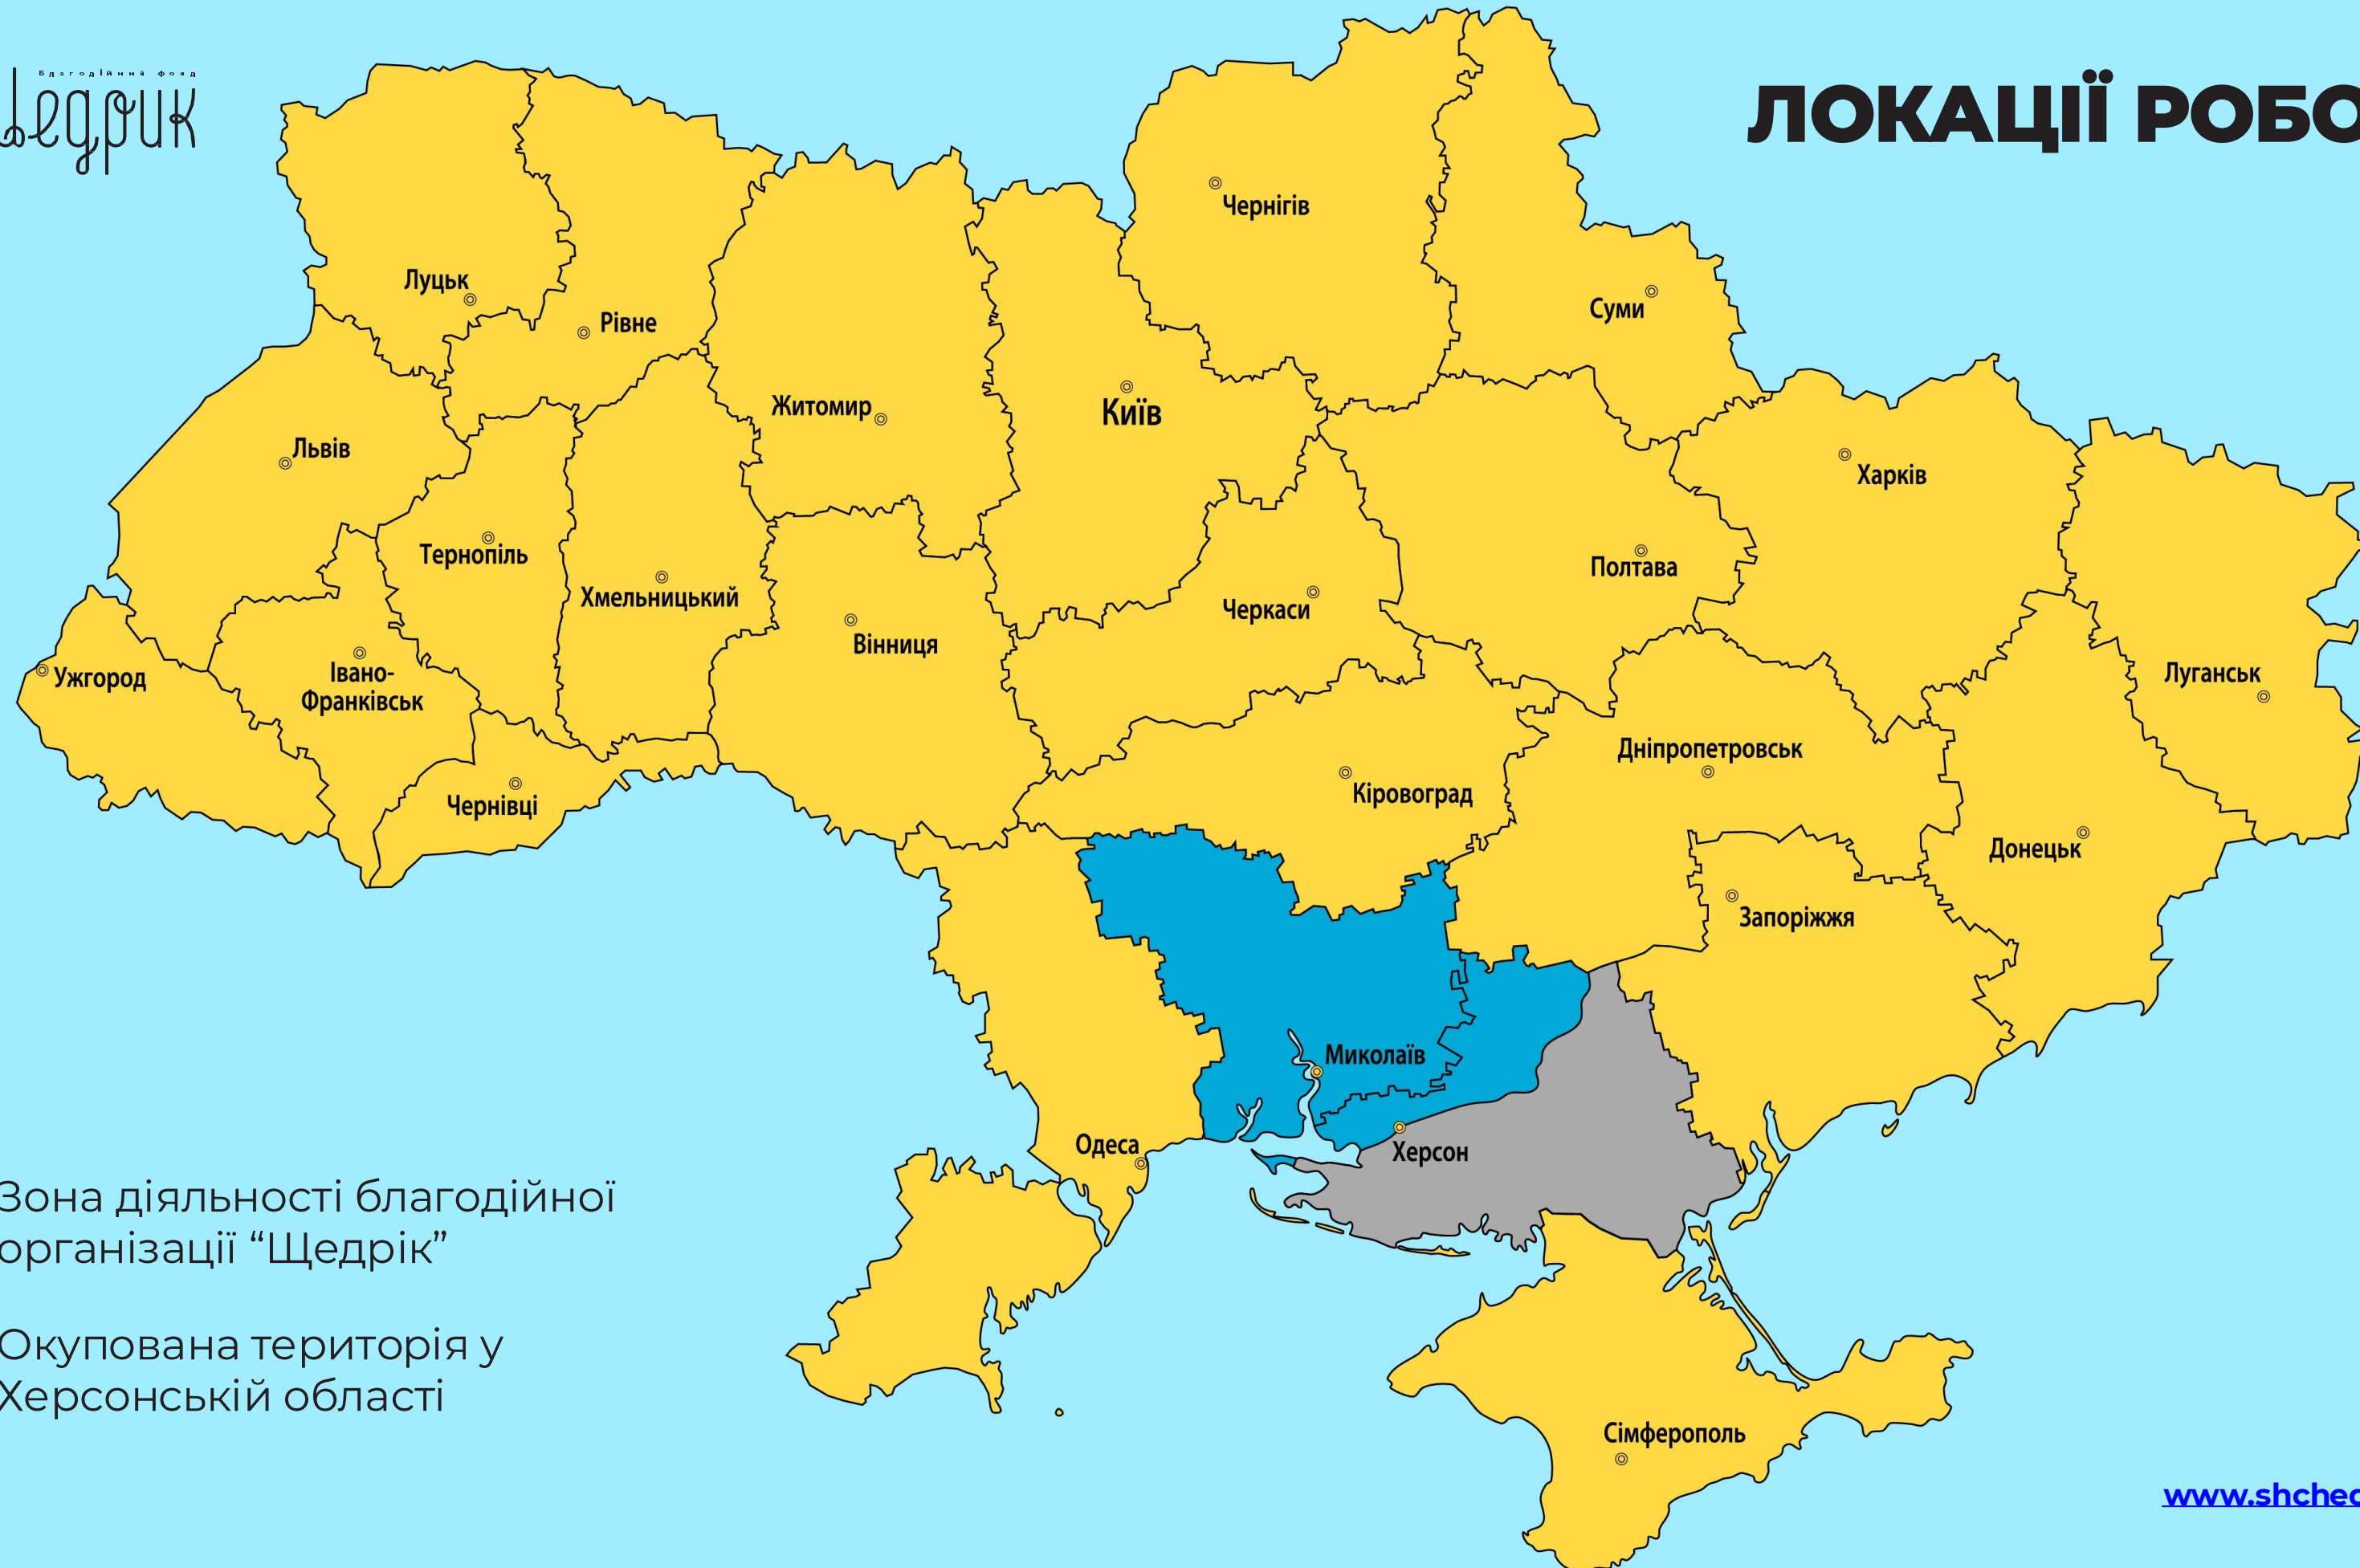 Благодійний фонд
Щедрик
ЛОКАЦІЇ РОБО
Чернігів
Луцьк
Суми
Рівне
Житомир
Київ
Львів
Харків
Тернопіль
Полтава
Хмельницький
Черкаси
Вінниця
Ужгород
Івано-
Франківськ
Луганськ
Дніпропетровськ
Кіровоград
Чернівці
Донецьк
Запоріжжя
Миколаїв
Одеса
Херсон
Зона діяльності благодійної
організації “Щедрік”
Окупована територія у
Херсонській області
Сімферополь
www.shched